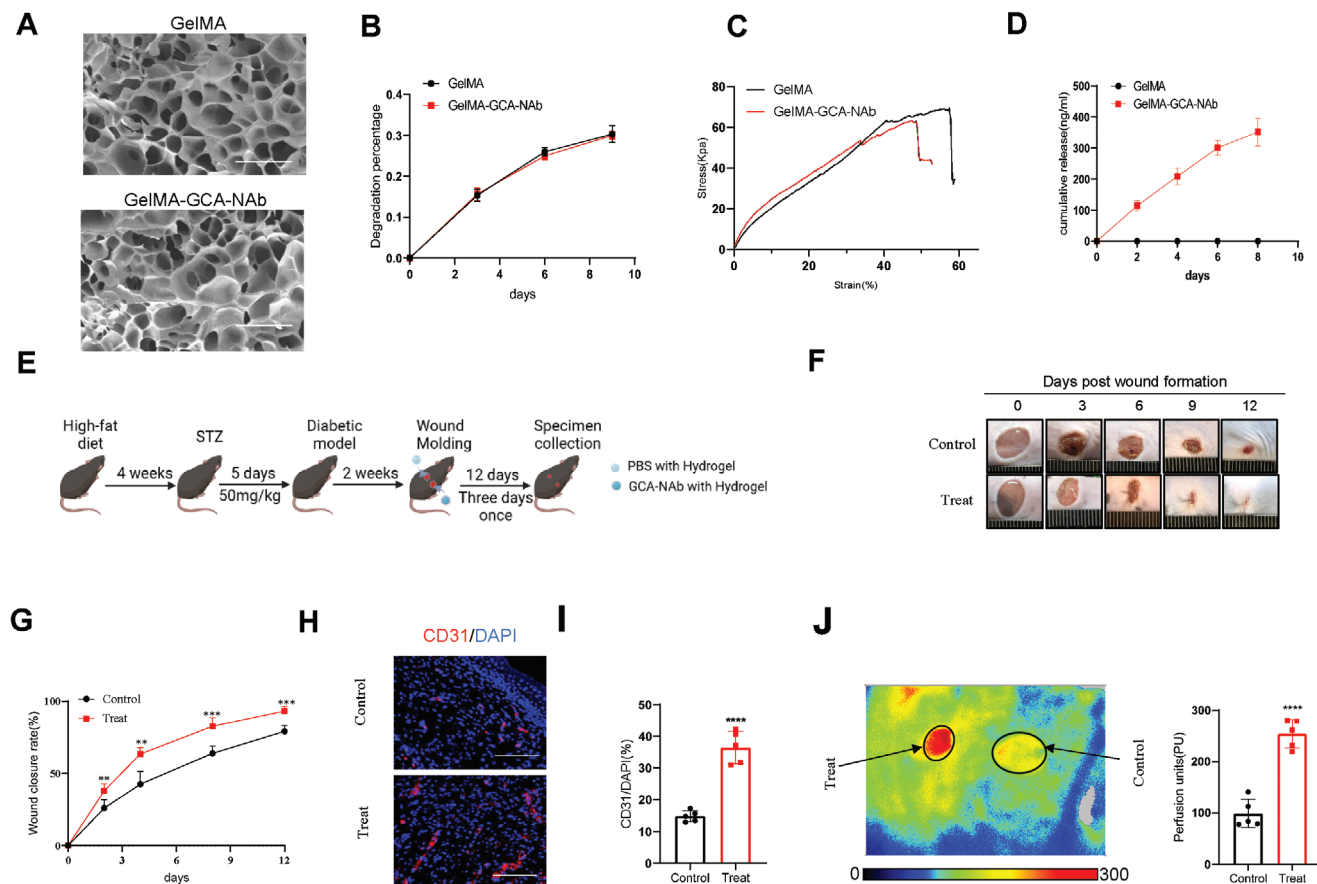 A
GelMA
GelMA-GCA-NAb
B
GelMA
GelMA-GCA-NAb
Degradation percentage
0.4
0.3
0.2
0.1
0.0
0 2 4 6 8 10
days
C
GelMA
GelMA-GCA-NAb
Stress(Kpa)
80
60
40
20
0
0 20 40 60
Strain(%)
D
GelMA
GelMA-GCA-NAb
cumulative release(ng/ml)
500
400
300
200
100
0
0 2 4 6 8 10
days
E
High-fat
diet
4 weeks
STZ
5 days
50mg/kg
Diabetic
model
2 weeks
Wound
Molding
12 days
Three days
once
Specimen
collection
PBS with Hydrogel
GCA-NAb with Hydrogel
F
Days post wound formation
0 3 6 9 12
Control
Treat
G
Control
Treat
Wound closure rate(%)
100
50
0
** ** *** ***
0 3 6 9 12
days
H
CD31/DAPI
Control
Treat
I
CD31/DAPI(%)
50
40
30
20
10
0
****
Control Treat
J
Treat
Control
0 300
Perfusion units(PU)
300
200
100
0
****
Control Treat